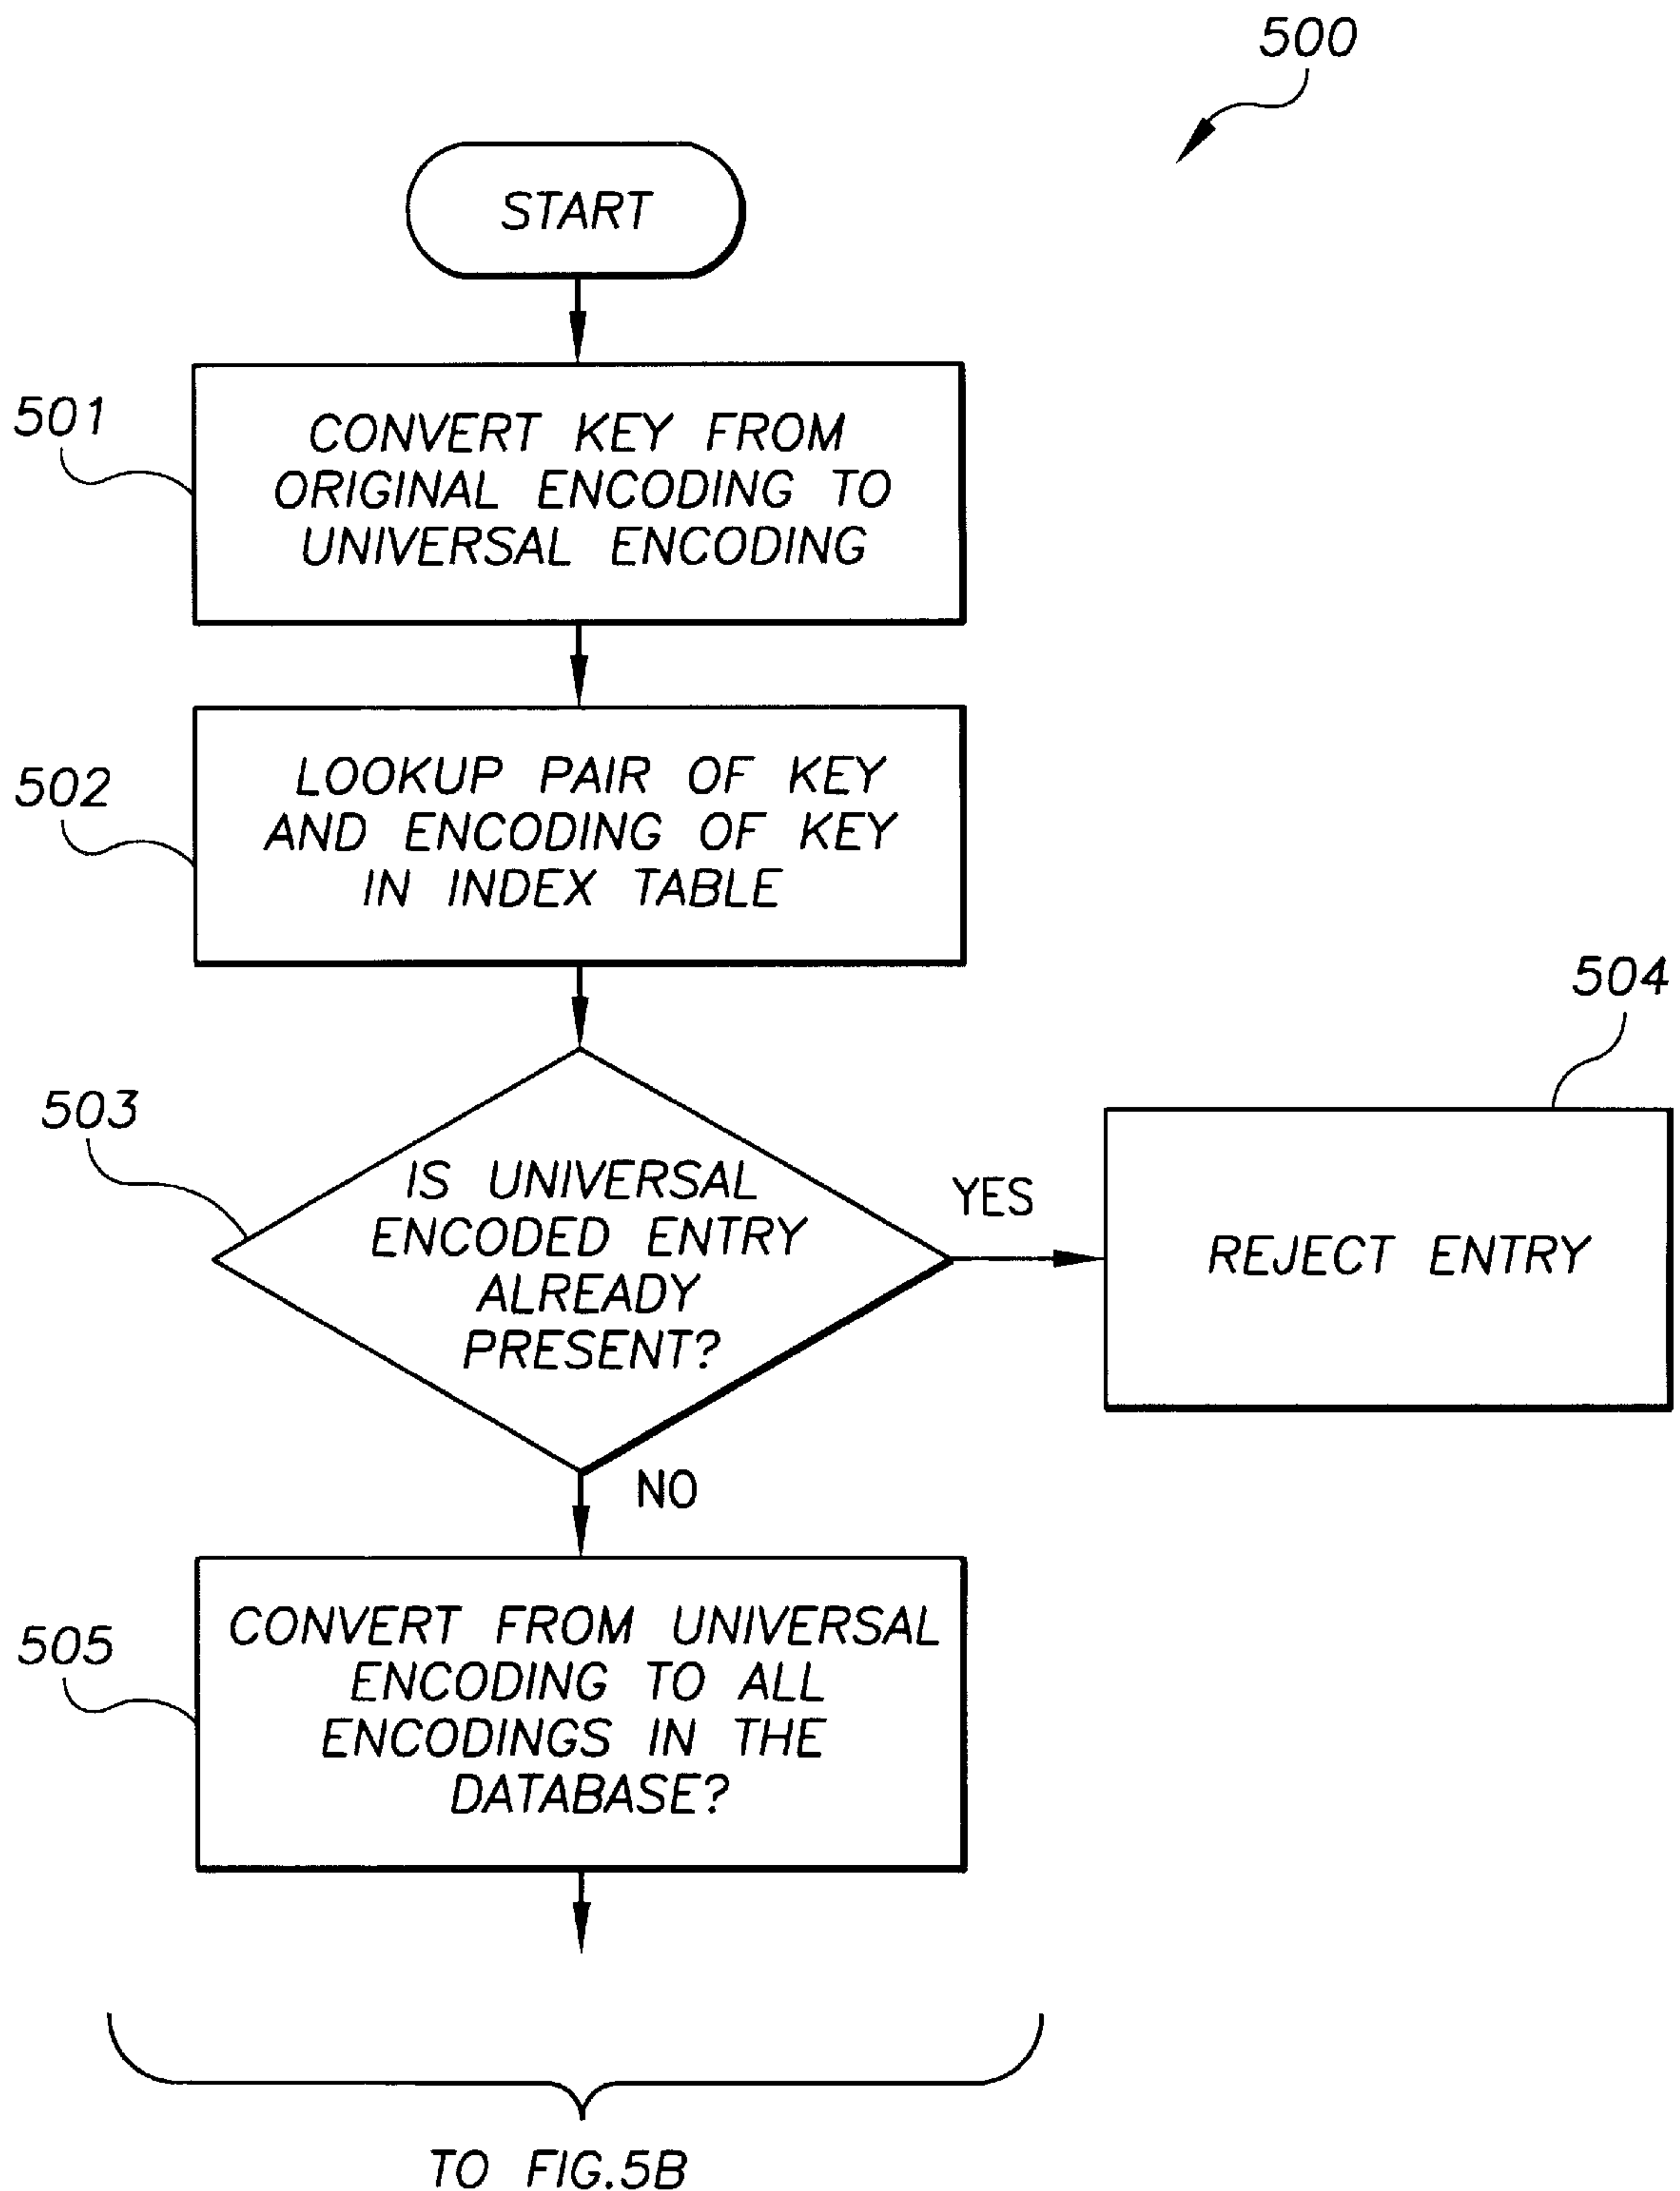 500
START
501
CONVERT KEY FROM
ORIGINAL ENCODING TO
UNIVERSAL ENCODING
502
LOOKUP PAIR OF KEY
AND ENCODING OF KEY
IN INDEX TABLE
503
IS UNIVERSAL
ENCODED ENTRY
ALREADY
PRESENT?
YES
504
REJECT ENTRY
NO
505
CONVERT FROM UNIVERSAL
ENCODING TO ALL
ENCODINGS IN THE
DATABASE?
TO FIG.5B